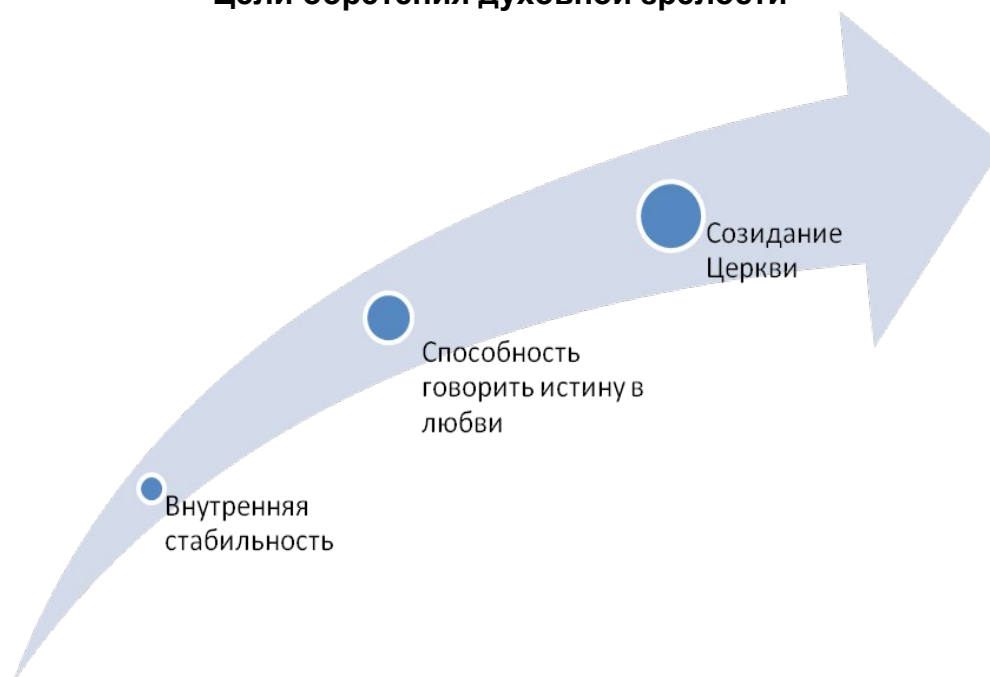 Цели обретения духовной зрелости
Созидание
Церкви
Способность
говорить истину в
любви
Внутренняя
стабильность